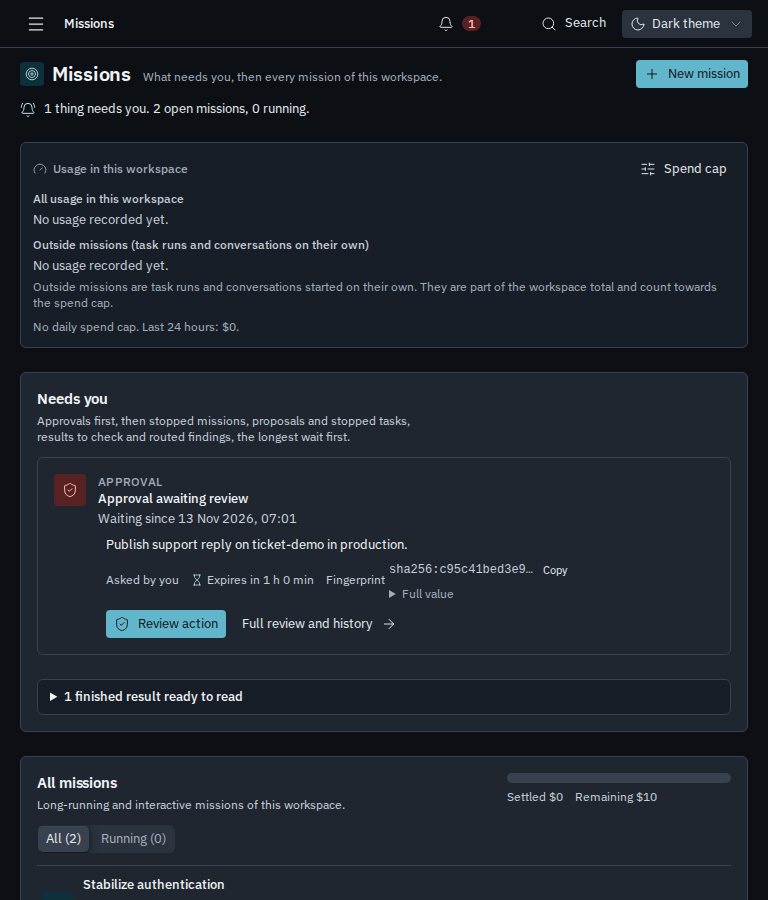 Missions
1
Search
Dark theme
Missions
What needs you, then every mission of this workspace.
New mission
1 thing needs you. 2 open missions, 0 running.
Usage in this workspace
Spend cap
All usage in this workspace
No usage recorded yet.
Outside missions (task runs and conversations on their own)
No usage recorded yet.
Outside missions are task runs and conversations started on their own. They are part of the workspace total and count towards
the spend cap.
No daily spend cap. Last 24 hours: $0.
Needs you
Approvals first, then stopped missions, proposals and stopped tasks,
results to check and routed findings, the longest wait first.
APPROVAL
Approval awaiting review
Waiting since 13 Nov 2026, 07:01
Publish support reply on ticket-demo in production.
Asked by you
Expires in 1 h 0 min
Fingerprint
sha256:c95c41bed3e9…
Copy
Full value
Review action
Full review and history
1 finished result ready to read
All missions
Long-running and interactive missions of this workspace.
Settled $0
Remaining $10
All (2)
Running (0)
Stabilize authentication